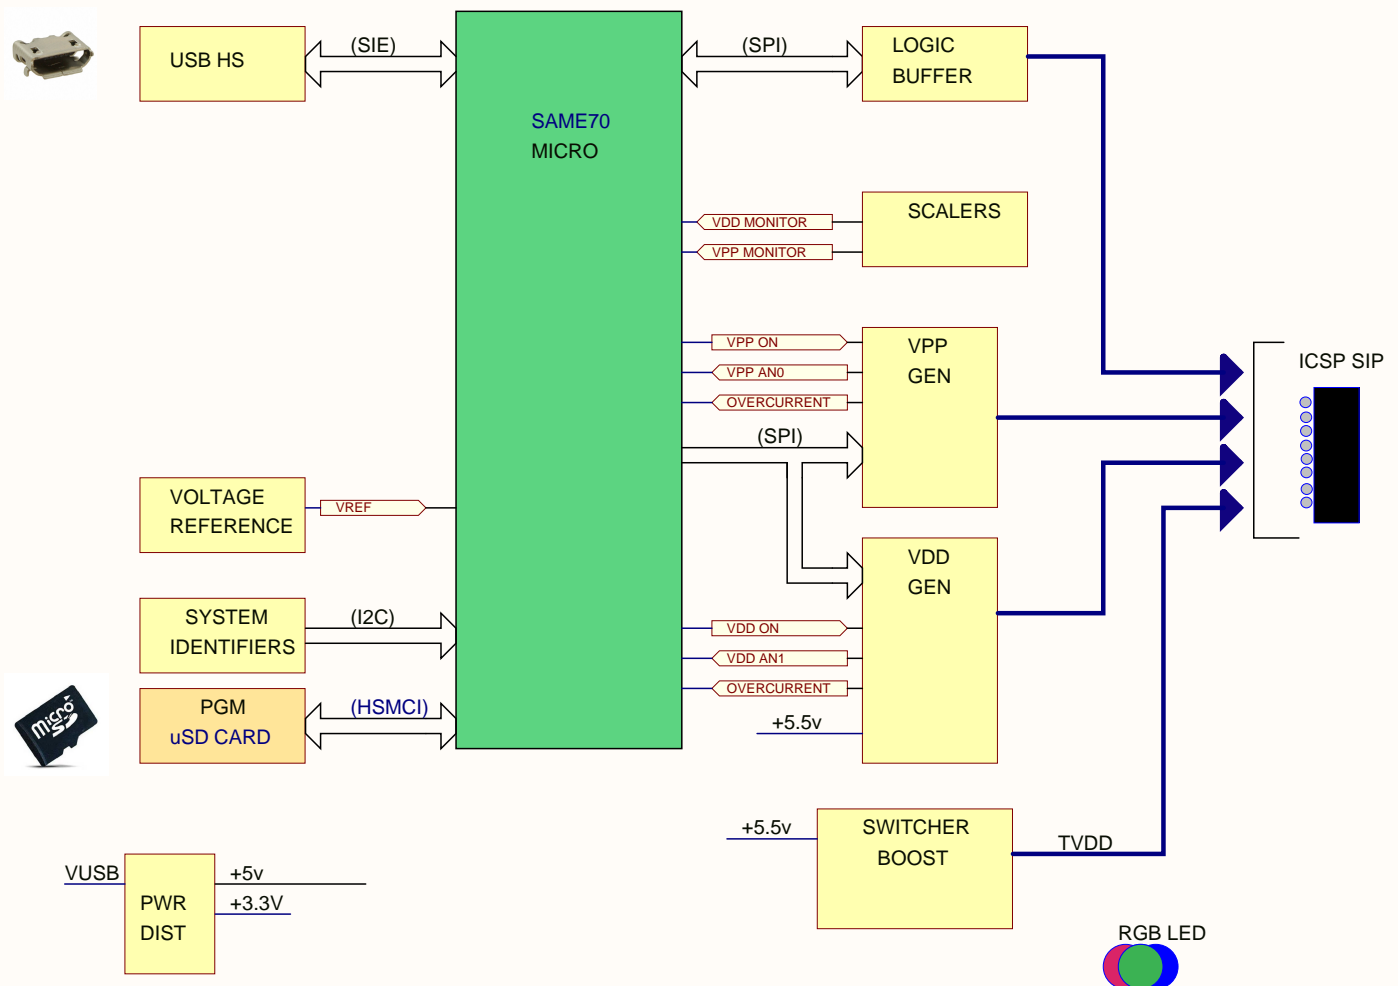 USB HS
(SIE)
SAME70
MICRO
(SPI)
LOGIC
BUFFER
VDD MONITOR
VPP MONITOR
SCALERS
VPP ON
VPP AN0
OVERCURRENT
(SPI)
VPP
GEN
ICSP SIP
VOLTAGE
REFERENCE
VREF
VDD
GEN
SYSTEM
IDENTIFIERS
(I2C)
VDD ON
VDD AN1
OVERCURRENT
+5.5v
micro
SD
PGM
uSD CARD
(HSMCI)
+5.5v
SWITCHER
BOOST
TVDD
VUSB
PWR
DIST
+5v
+3.3V
RGB LED